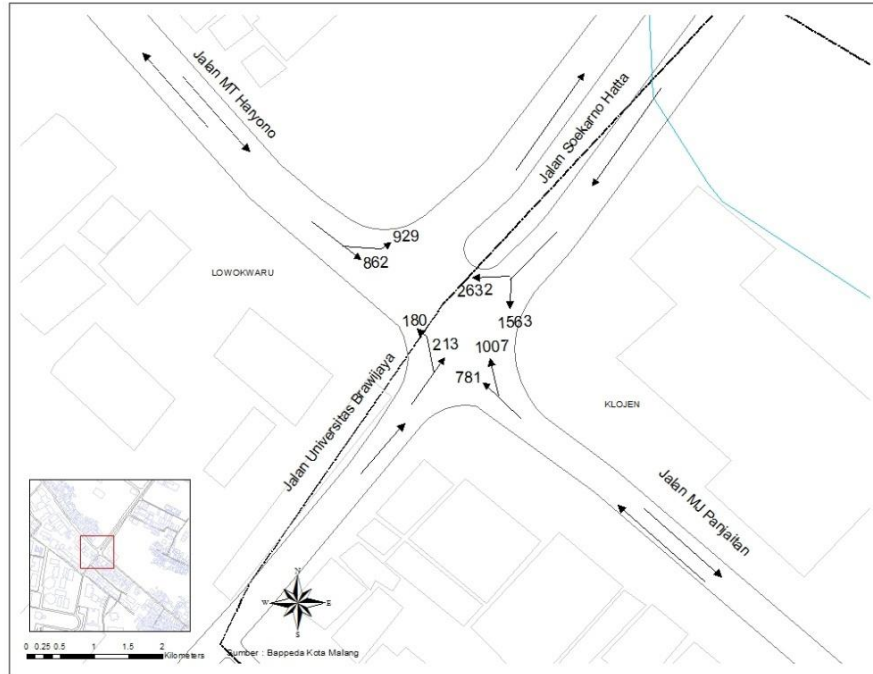 Jalan MT Haryono
Jalan Soekarno Hatta
929
862
LOWOKWARU
2632
1563
180
213
1007
781
KLOJEN
Jalan Universitas Brawijaya
Jalan MJ Panjaitan
N
W
E
S
0 0.25 0.5 1 1.5 2
Kilometers
Sumber : Bappeda Kota Malang